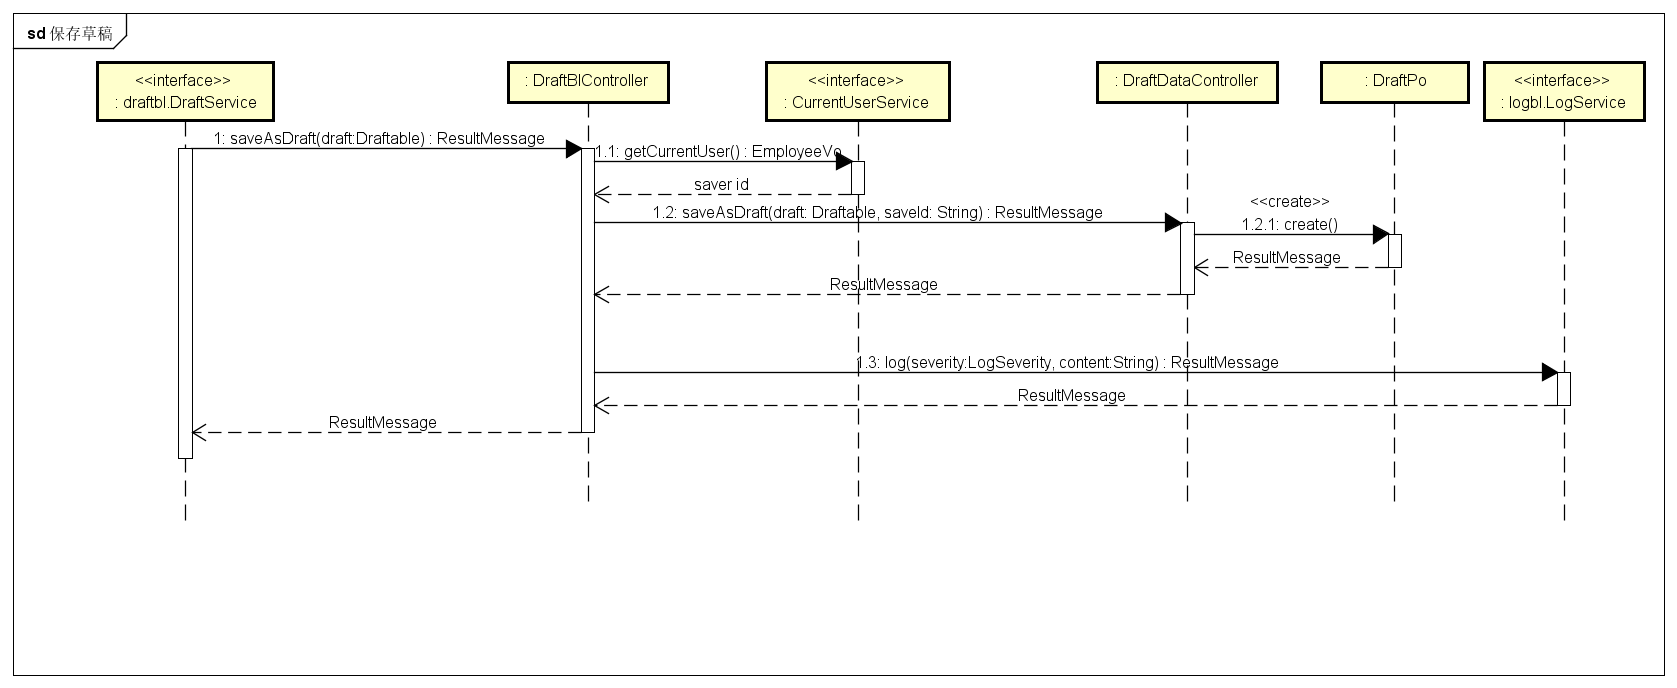 sd 保存草稿
<<interface>>
: draftbl.DraftService
: DraftBlController
<<interface>>
: CurrentUserService
: DraftDataController
: DraftPo
<<interface>>
: logbl.LogService
1: saveAsDraft(draft:Draftable) : ResultMessage
1.1: getCurrentUser() : EmployeeVo
saver id
1.2: saveAsDraft(draft: Draftable, saveId: String) : ResultMessage
<<create>>
1.2.1: create()
ResultMessage
ResultMessage
1.3: log(severity:LogSeverity, content:String) : ResultMessage
ResultMessage
ResultMessage